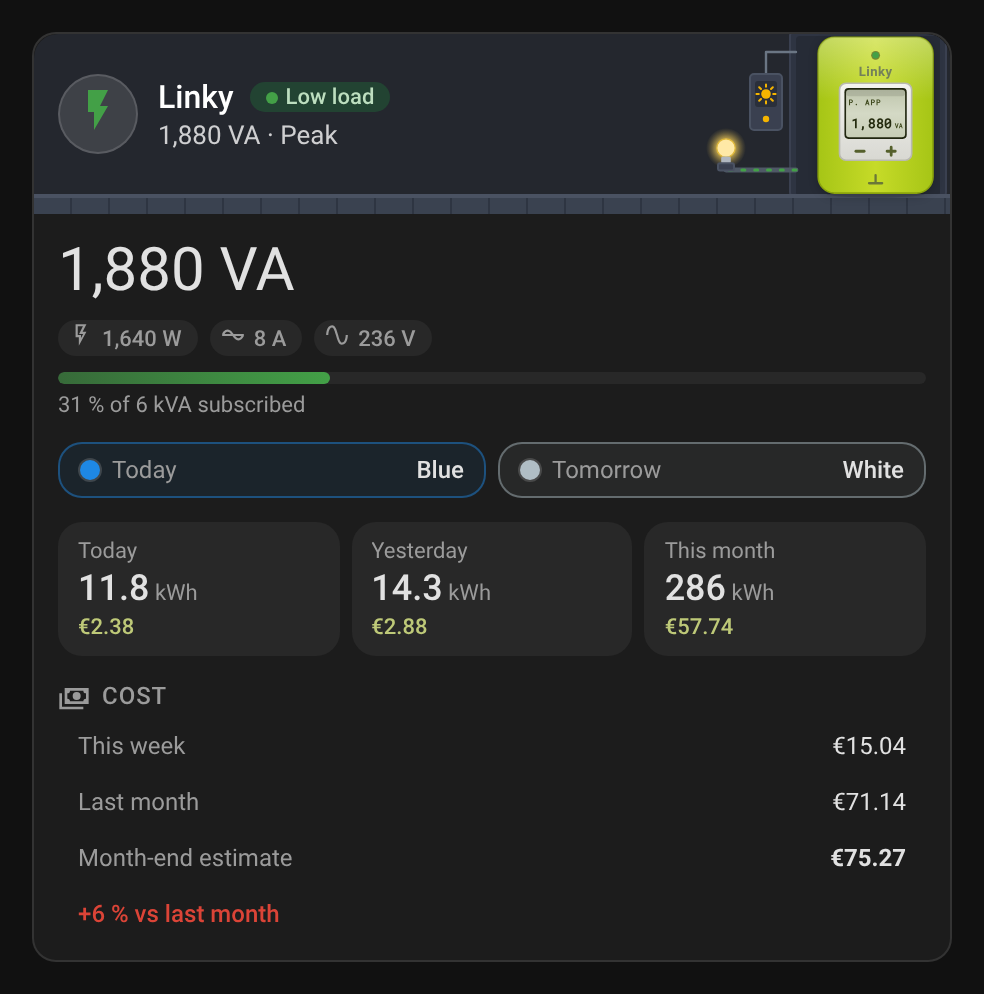 Linky
Low load
1,880 VA · Peak
Linky
P. APP
1,880 VA
1,880 VA
1,640 W
8 A
236 V
31 % of 6 kVA subscribed
Today
Blue
Tomorrow
White
Today
11.8 kWh
€2.38
Yesterday
14.3 kWh
€2.88
This month
286 kWh
€57.74
COST
This week
€15.04
Last month
€71.14
Month-end estimate
€75.27
+6 % vs last month